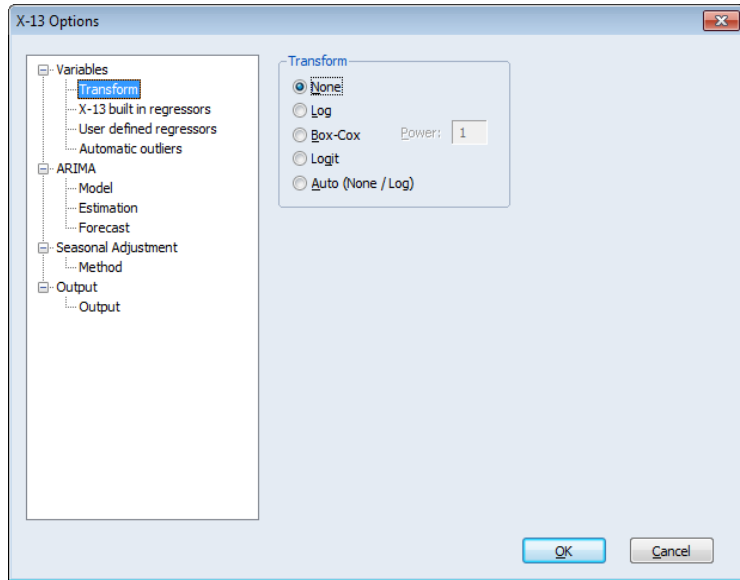 X-13 Options
Variables
Transform
X-13 built in regressors
User defined regressors
Automatic outliers
ARIMA
Model
Estimation
Forecast
Seasonal Adjustment
Method
Output
Output
Transform
None
Log
Box-Cox Power: 1
Logit
Auto (None / Log)
OK Cancel